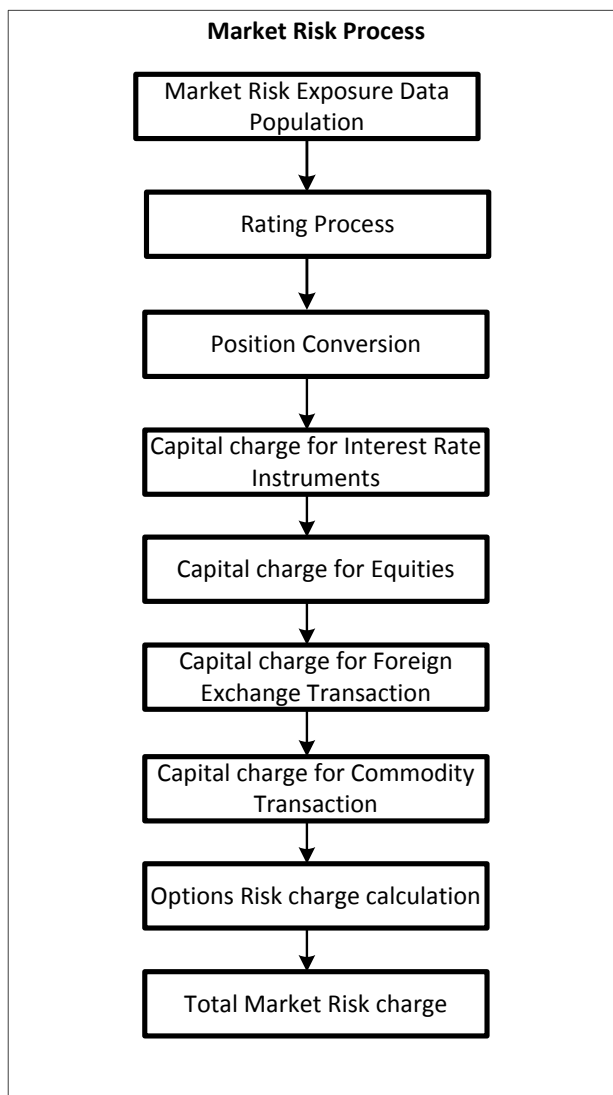 Market Risk Process
Market Risk Exposure Data
Population
Rating Process
Position Conversion
Capital charge for Interest Rate
Instruments
Capital charge for Equities
Capital charge for Foreign
Exchange Transaction
Capital charge for Commodity
Transaction
Options Risk charge calculation
Total Market Risk charge